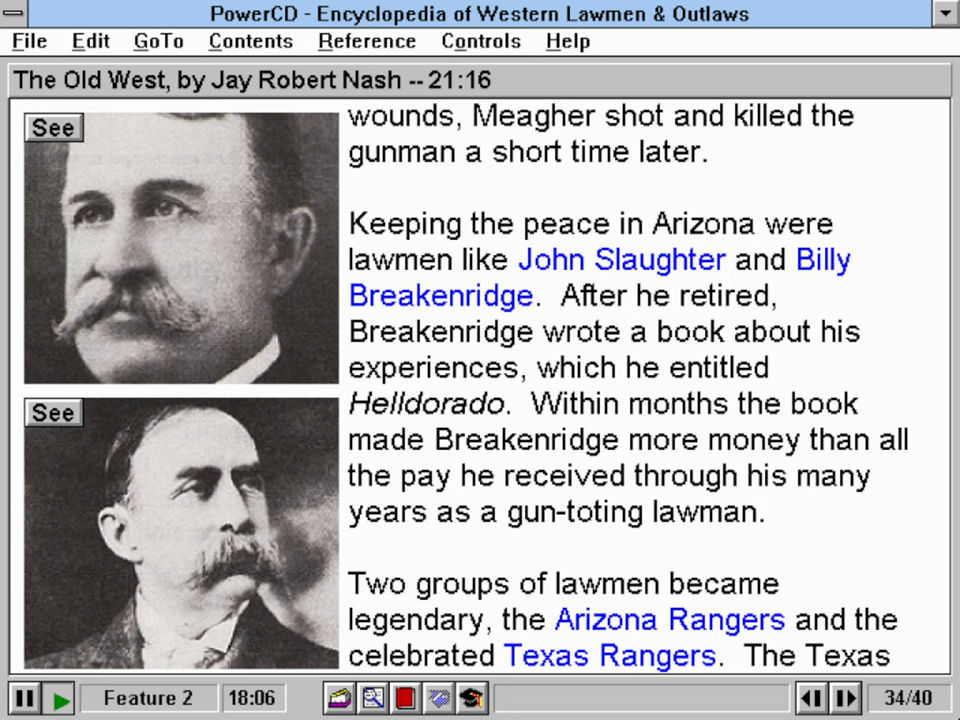 PowerCD - Encyclopedia of Western Lawmen & Outlaws
File Edit GoTo Contents Reference Controls Help
The Old West, by Jay Robert Nash -- 21:16
See
wounds, Meagher shot and killed the
gunman a short time later.
Keeping the peace in Arizona were
lawmen like John Slaughter and Billy
Breakenridge.  After he retired,
Breakenridge wrote a book about his
experiences, which he entitled
See
Helldorado.  Within months the book
made Breakenridge more money than all
the pay he received through his many
years as a gun-toting lawman.
Two groups of lawmen became
legendary, the Arizona Rangers and the
celebrated Texas Rangers.  The Texas
Feature 2 18:06 34/40